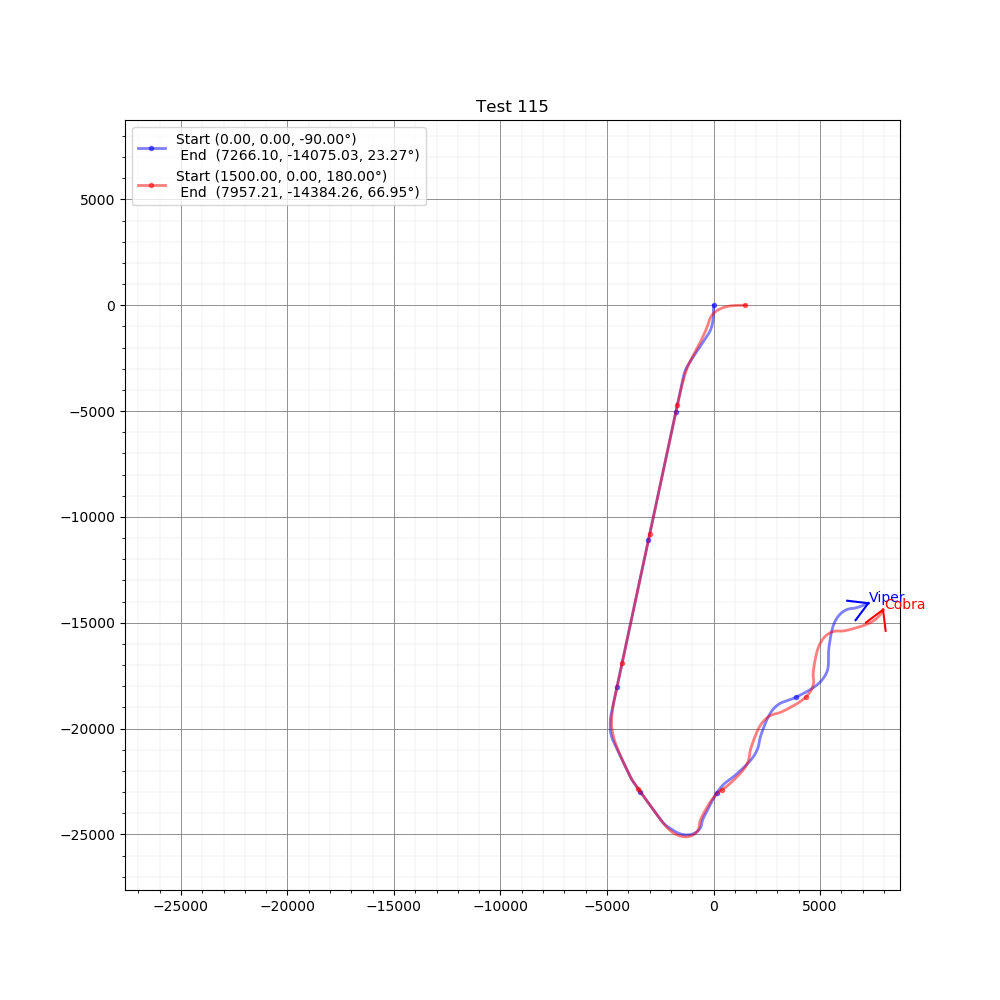 Test 115
Start (0.00, 0.00, -90.00°)
End (7266.10, -14075.03, 23.27°)
Start (1500.00, 0.00, 180.00°)
End (7957.21, -14384.26, 66.95°)
5000
0
−5000
−10000
−15000
−20000
−25000
Viper
Cobra
−25000 −20000 −15000 −10000 −5000 0 5000